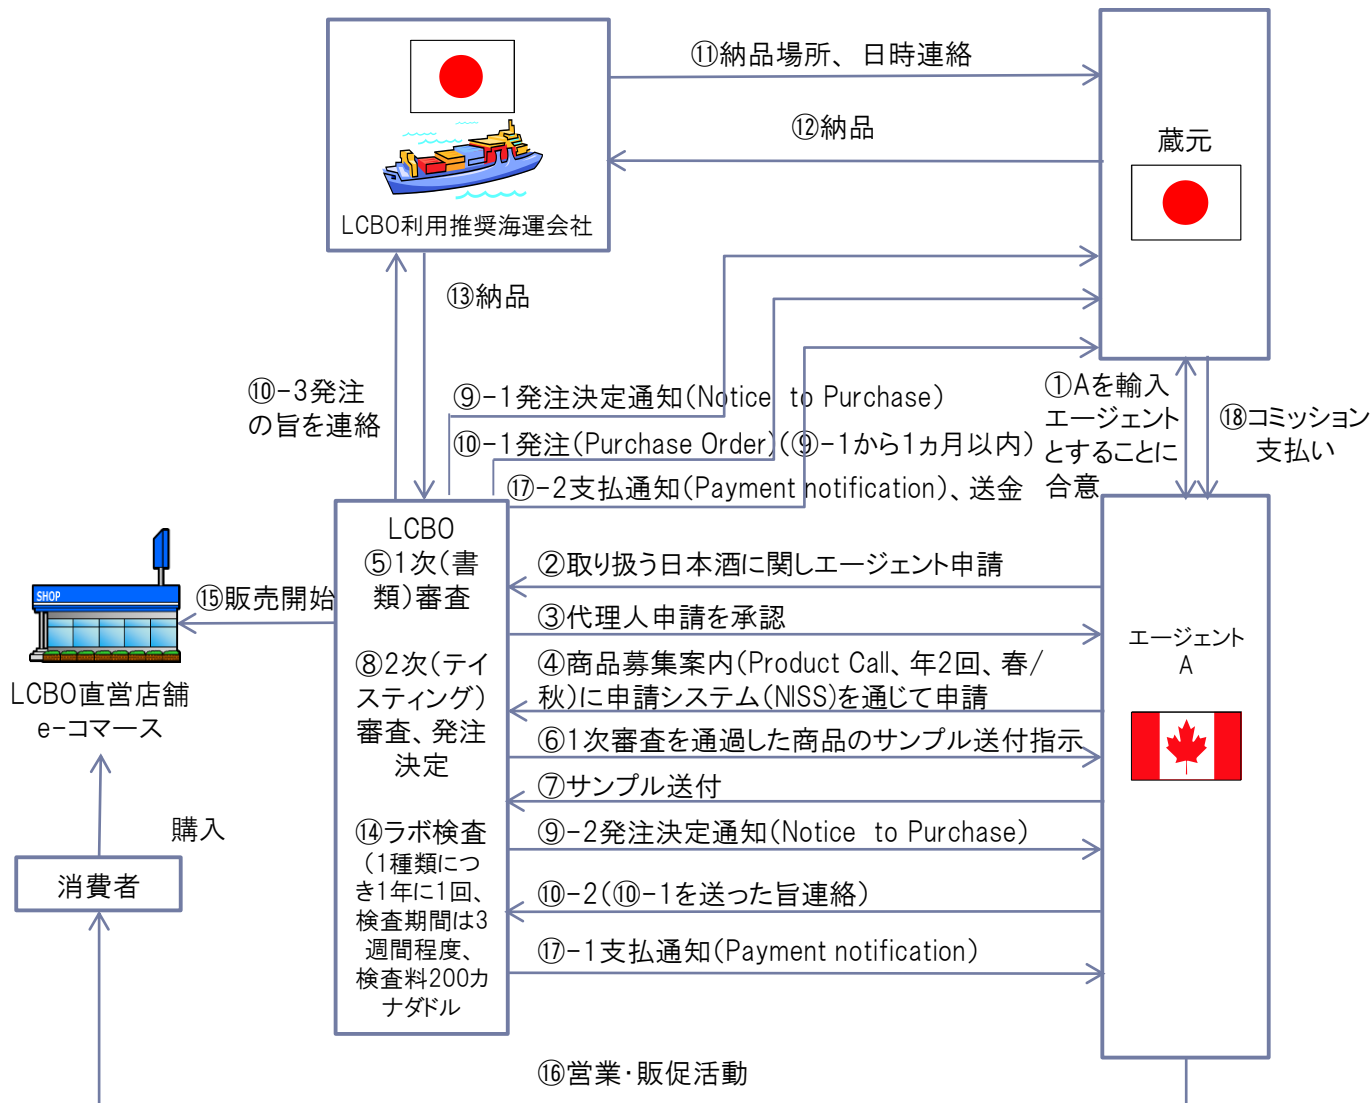 ⑪納品場所、日時連絡
⑫納品
蔵元
LCBO利用推奨海運会社
⑬納品
⑩-3発注
の旨を連絡
⑨-1発注決定通知(Notice to Purchase)
⑩-1発注(Purchase Order)(⑨-1から1ヵ月以内)
⑰-2支払通知(Payment notification)、送金
①Aを輸入
エージェント
とすることに
合意
⑱コミッション
支払い
LCBO
⑤1次(書
類)審査
⑧2次(テイ
スティング)
審査、発注
決定
⑭ラボ検査
(1種類につ
き1年に1回、
検査期間は3
週間程度、
検査料200カ
ナダドル
②取り扱う日本酒に関しエージェント申請
③代理人申請を承認
④商品募集案内(Product Call、年2回、春/
秋)に申請システム(NISS)を通じて申請
⑥1次審査を通過した商品のサンプル送付指示
⑦サンプル送付
⑨-2発注決定通知(Notice to Purchase)
⑩-2(⑩-1を送った旨連絡)
⑰-1支払通知(Payment notification)
エージェント
A
SHOP
⑮販売開始
LCBO直営店舗
e-コマース
購入
消費者
⑯営業・販促活動